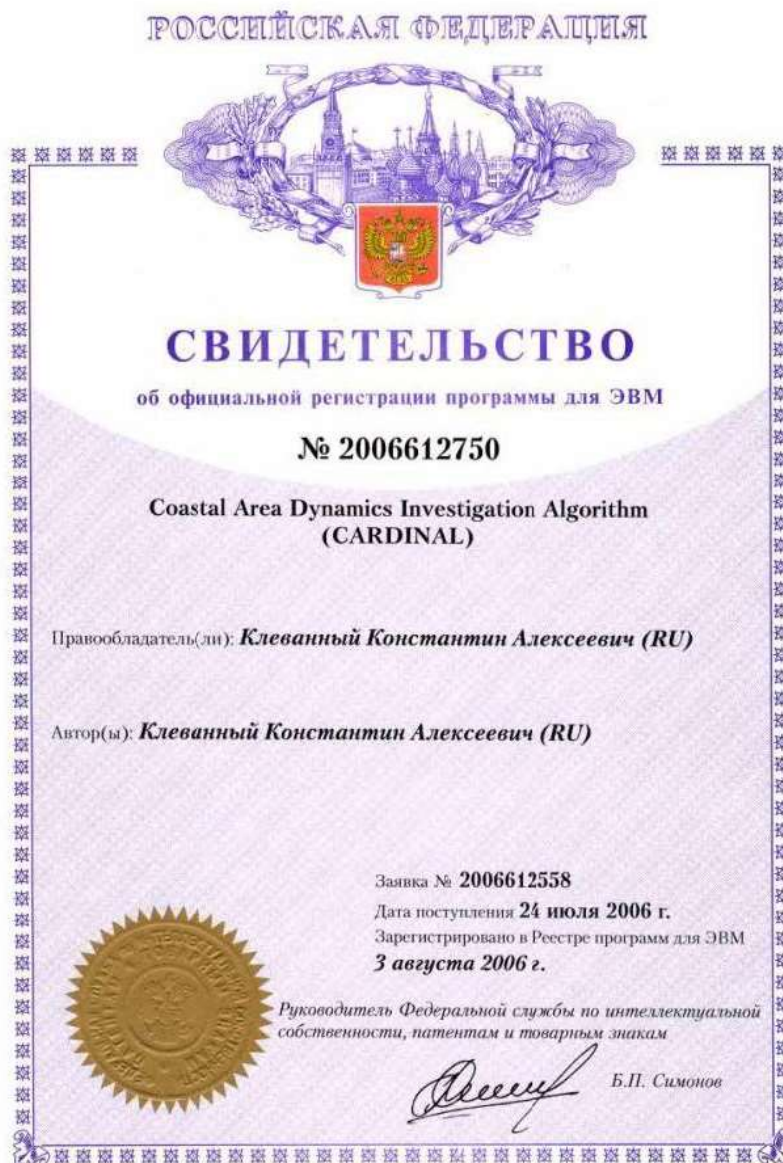 РОССИЙСКАЯ ФЕДЕРАЦИЯ
СВИДЕТЕЛЬСТВО
об официальной регистрации программы для ЭВМ
№ 2006612750
Coastal Area Dynamics Investigation Algorithm
(CARDINAL)
Правообладатель(ли): Клеванный Константин Алексеевич (RU)
Автор(ы): Клеванный Константин Алексеевич (RU)
Заявка № 2006612558
Дата поступления 24 июля 2006 г.
Зарегистрировано в Реестре программ для ЭВМ
3 августа 2006 г.
Руководитель Федеральной службы по интеллектуальной
собственности, патентам и товарным знакам
Б.П. Симонов